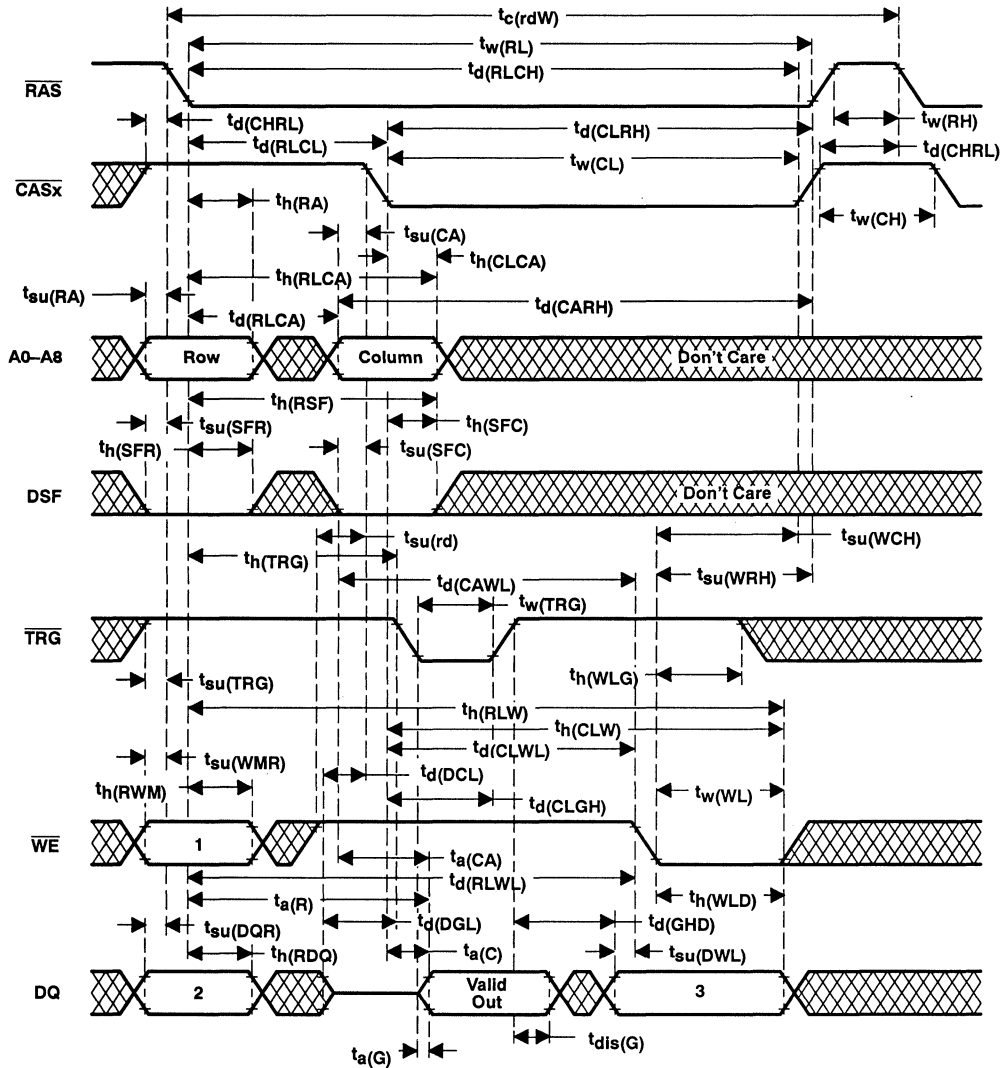 tc(rdW)
tw(RL)
td(RLCH)
RAS
td(CHRL)
td(CLRH)
tw(RH)
td(RLCL)
tw(CL)
td(CHRL)
CASx
th(RA)
tw(CH)
tsu(CA)
th(CLCA)
th(RLCA)
tsu(RA)
td(CARH)
td(RLCA)
A0–A8
Row
Column
Don't Care
th(RSF)
tsu(SFR)
th(SFC)
th(SFR)
tsu(SFC)
DSF
Don't Care
tsu(rd)
tsu(WCH)
th(TRG)
td(CAWL)
tsu(WRH)
tw(TRG)
TRG
tsu(TRG)
th(WLG)
th(RLW)
th(CLW)
td(CLWL)
tsu(WMR)
td(DCL)
th(RWM)
tw(WL)
td(CLGH)
WE
1
ta(CA)
td(RLWL)
ta(R)
th(WLD)
td(DGL)
td(GHD)
tsu(DQR)
th(RDQ)
ta(C)
tsu(DWL)
DQ
2
Valid
Out
3
ta(G)
tdis(G)